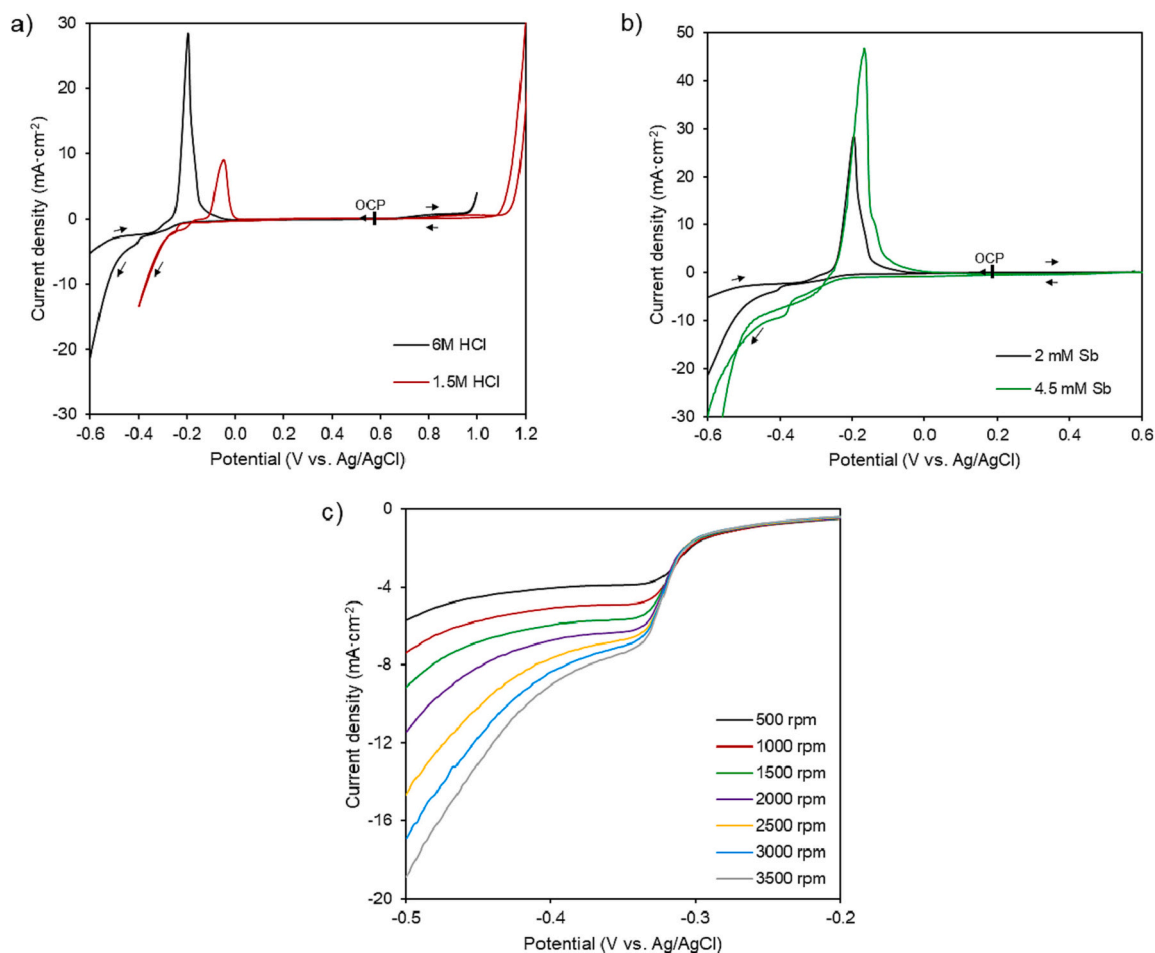 a)
30
20
10
0
-10
-20
-30
Current density (mA·cm-2)
OCP
6M HCl
1.5M HCl
-0.6 -0.4 -0.2 0.0 0.2 0.4 0.6 0.8 1.0 1.2
Potential (V vs. Ag/AgCl)
b)
50
40
30
20
10
0
-10
-20
-30
Current density (mA·cm-2)
OCP
2 mM Sb
4.5 mM Sb
-0.6 -0.4 -0.2 0.0 0.2 0.4 0.6
Potential (V vs. Ag/AgCl)
c)
0
-4
-8
-12
-16
-20
Current density (mA·cm-2)
500 rpm
1000 rpm
1500 rpm
2000 rpm
2500 rpm
3000 rpm
3500 rpm
-0.5 -0.4 -0.3 -0.2
Potential (V vs. Ag/AgCl)